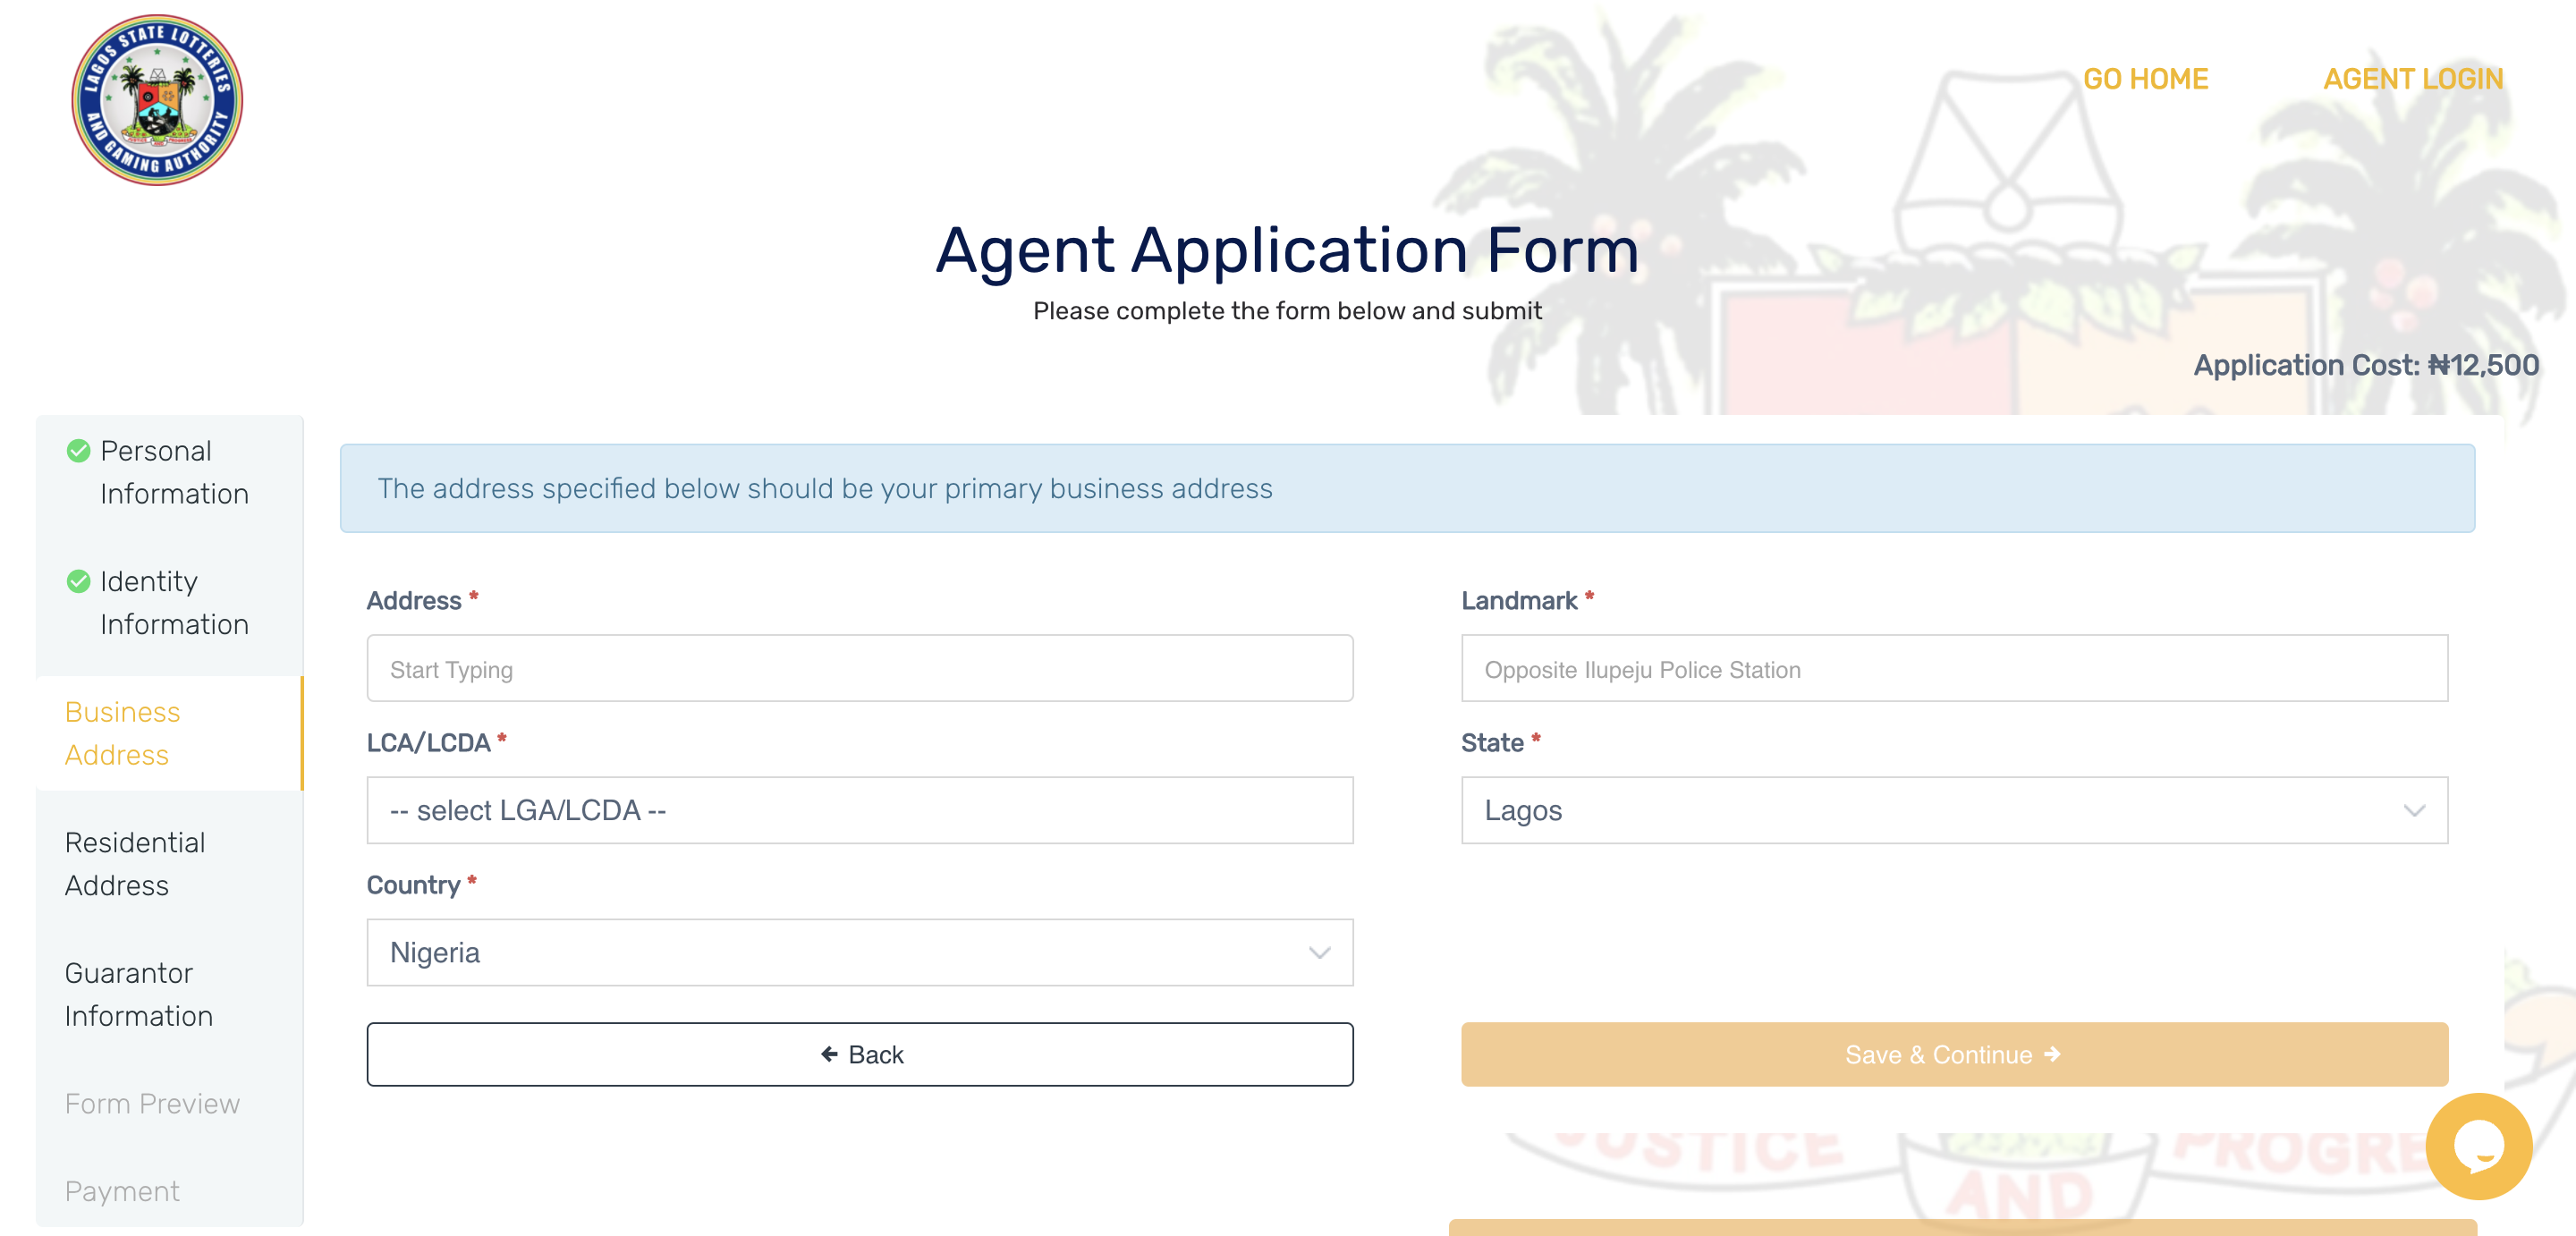 LAGOS STATE LOTTERIES
AND GAMING AUTHORITY
GO HOME
AGENT LOGIN
Agent Application Form
Please complete the form below and submit
Application Cost: ₦12,500
Personal
Information
Identity
Information
Business
Address
Residential
Address
Guarantor
Information
Form Preview
Payment
The address specified below should be your primary business address
Address *
Start Typing
Landmark *
Opposite Ilupeju Police Station
LCA/LCDA *
-- select LGA/LCDA --
State *
Lagos
Country *
Nigeria
Back
Save & Continue
JUSTICE
AND
PROGRE